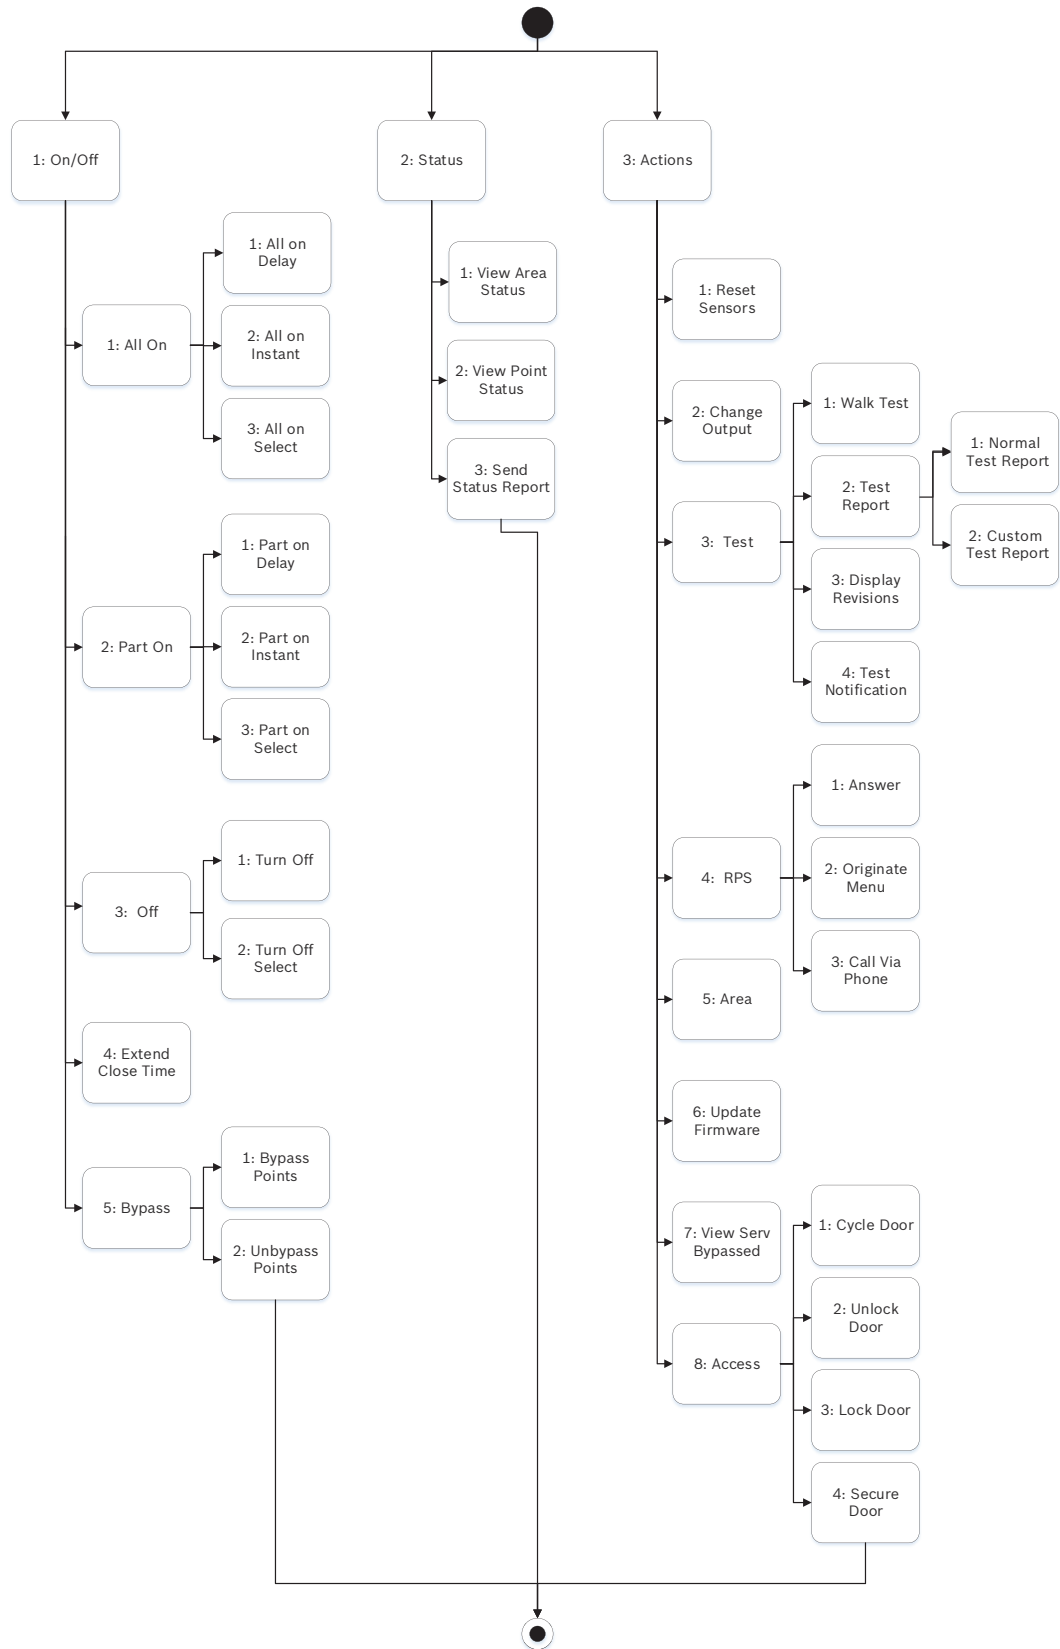 1: On/Off
2: Status
3: Actions
1: All On
1: All on
Delay
2: All on
Instant
3: All on
Select
2: Part On
1: Part on
Delay
2: Part on
Instant
3: Part on
Select
3: Off
1: Turn Off
2: Turn Off
Select
4: Extend
Close Time
5: Bypass
1: Bypass
Points
2: Unbypass
Points
1: View Area
Status
2: View Point
Status
3: Send
Status Report
1: Reset
Sensors
2: Change
Output
3: Test
1: Walk Test
2: Test
Report
1: Normal
Test Report
2: Custom
Test Report
3: Display
Revisions
4: Test
Notification
4: RPS
1: Answer
2: Originate
Menu
3: Call Via
Phone
5: Area
6: Update
Firmware
7: View Serv
Bypassed
8: Access
1: Cycle Door
2: Unlock
Door
3: Lock Door
4: Secure
Door